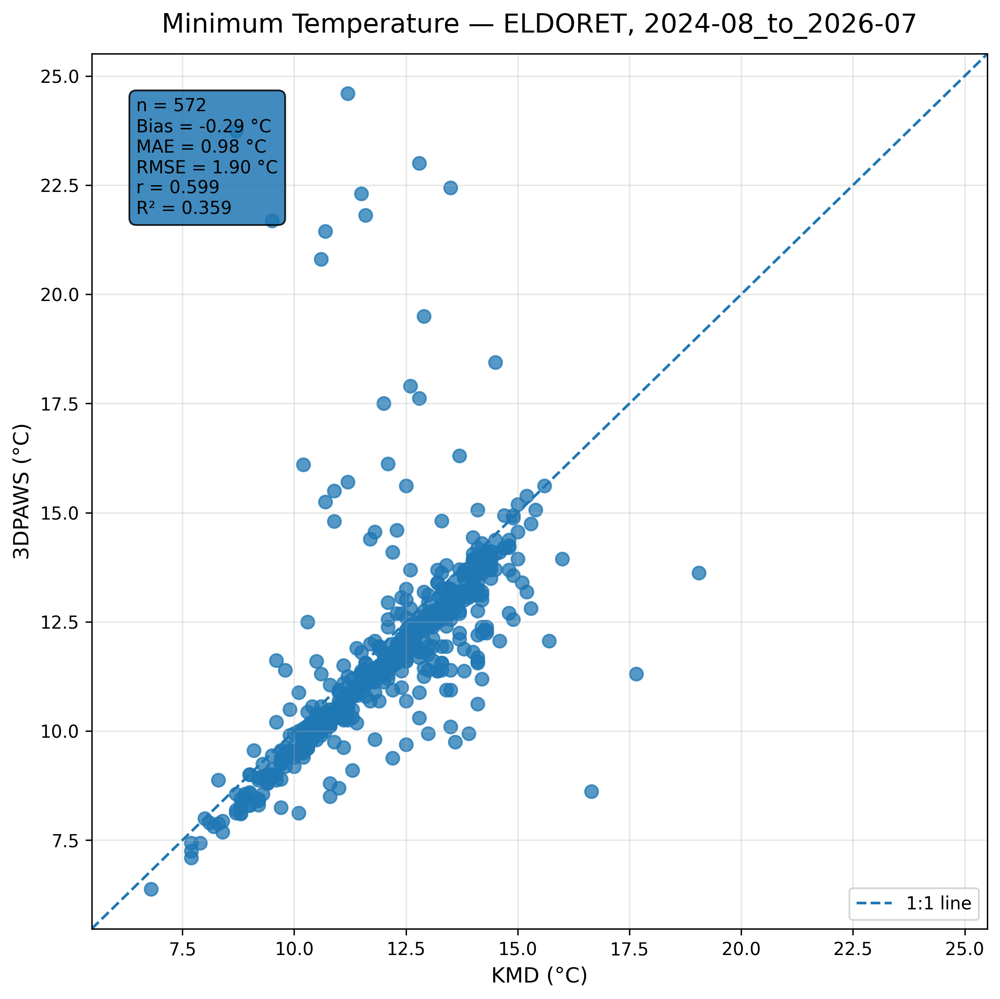 Minimum Temperature — ELDORET, 2024-08_to_2026-07
25.0
22.5
20.0
17.5
15.0
12.5
10.0
7.5
3DPAWS (°C)
n = 572
Bias = -0.29 °C
MAE = 0.98 °C
RMSE = 1.90 °C
r = 0.599
R² = 0.359
1:1 line
7.5 10.0 12.5 15.0 17.5 20.0 22.5 25.0
KMD (°C)